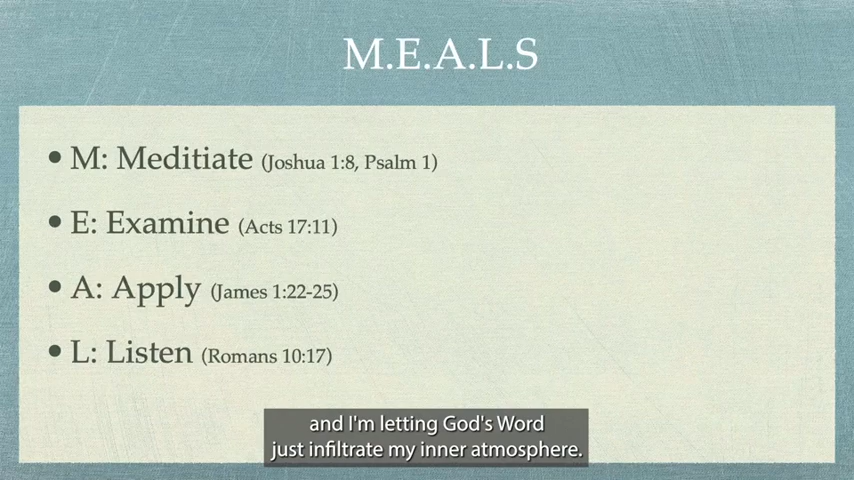 M.E.A.L.S
• M: Meditiate (Joshua 1:8, Psalm 1)
• E: Examine (Acts 17:11)
• A: Apply (James 1:22-25)
• L: Listen (Romans 10:17)
and I'm letting God's Word
just infiltrate my inner atmosphere.